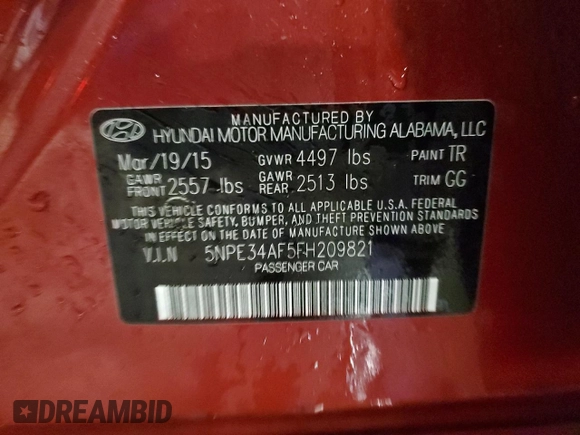 MANUFACTURED BY
HYUNDAI MOTOR MANUFACTURING ALABAMA, LLC
Mar/19/15 GVWR 4497 lbs PAINT TR
GAWR FRONT 2557 lbs GAWR REAR 2513 lbs TRIM GG
THIS VEHICLE CONFORMS TO ALL APPLICABLE U.S.A. FEDERAL
MOTOR VEHICLE SAFETY, BUMPER, AND THEFT PREVENTION STANDARDS
IN EFFECT ON THE DATE OF MANUFACTURE SHOWN ABOVE.
V.I.N 5NPE34AF5FH209821
PASSENGER CAR
DREAMBID